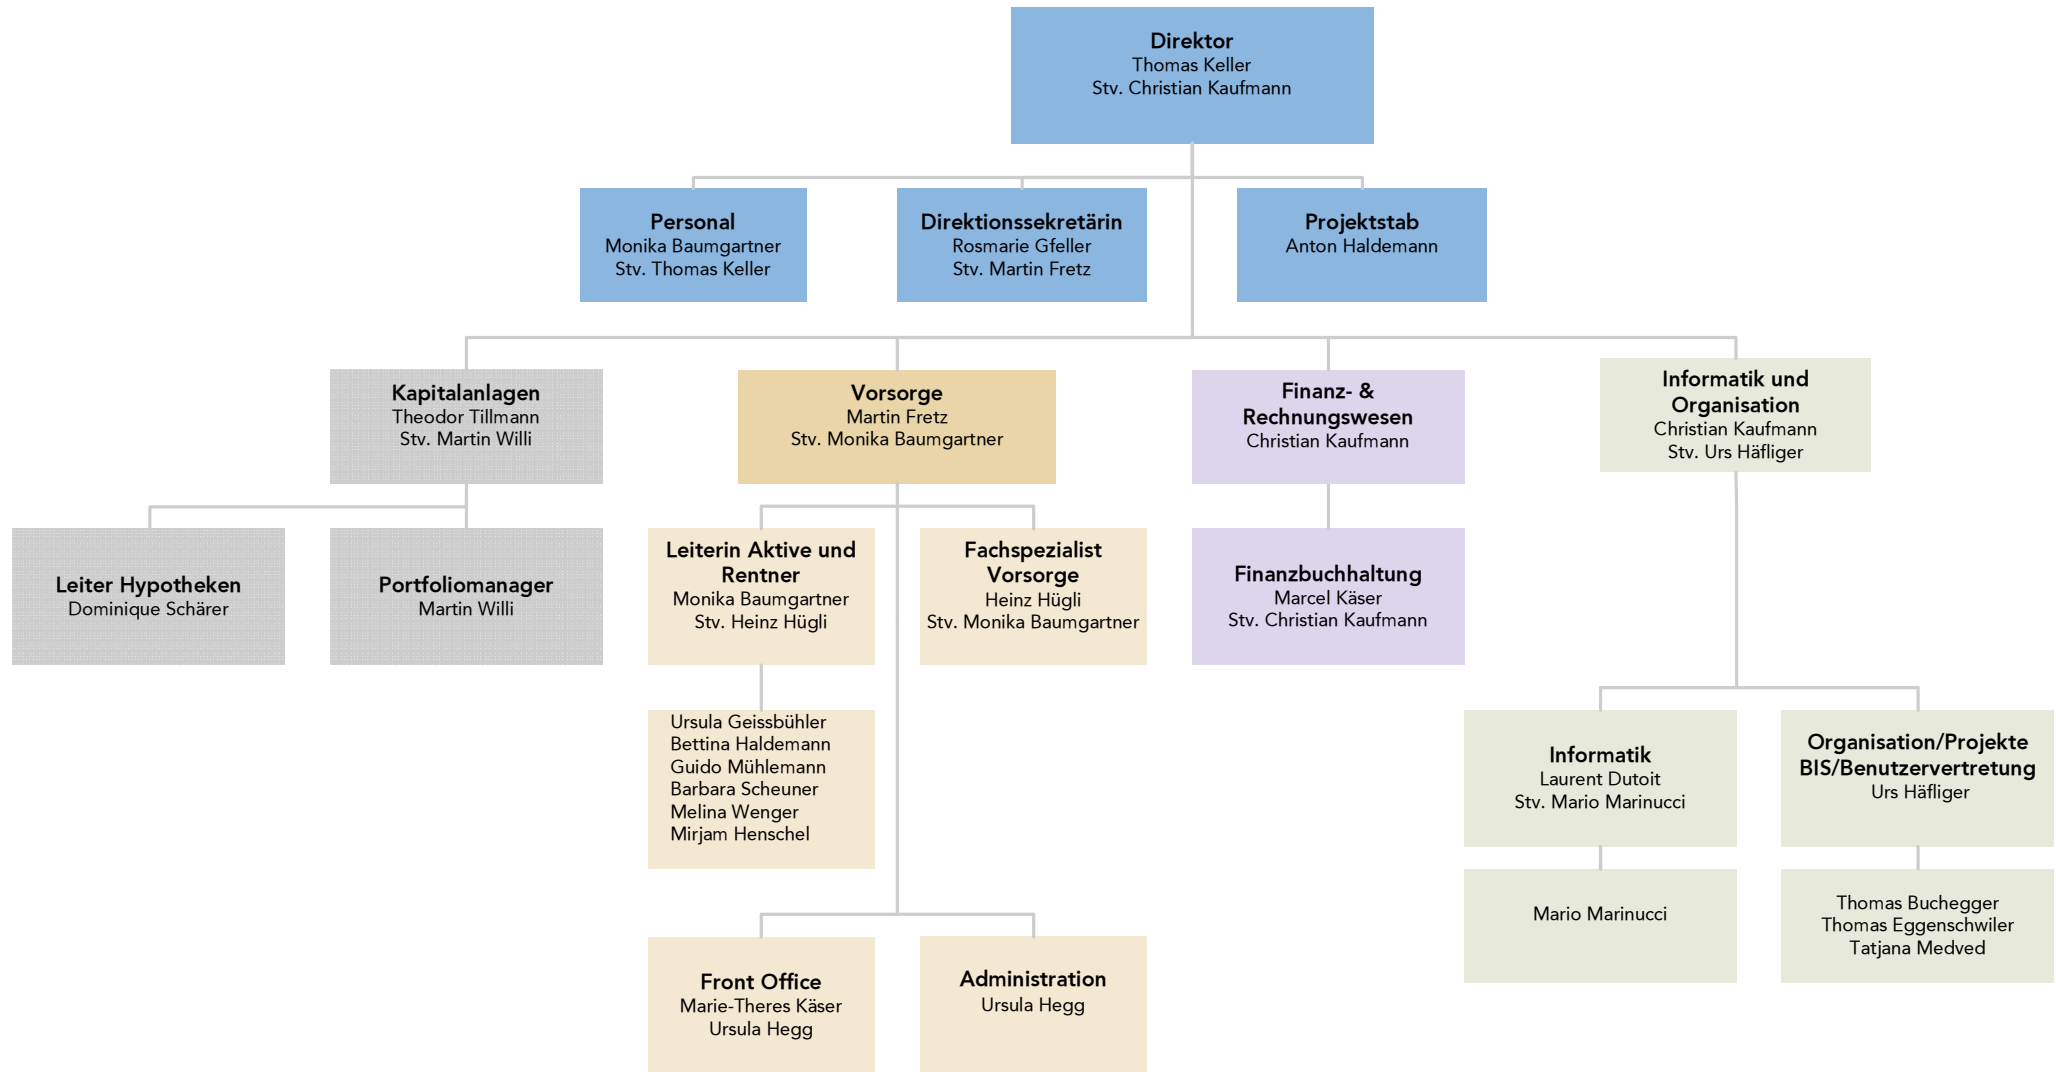 Direktor
Thomas Keller
Stv. Christian Kaufmann
Personal
Monika Baumgartner
Stv. Thomas Keller
Direktionssekretärin
Rosmarie Gfeller
Stv. Martin Fretz
Projektstab
Anton Haldemann
Kapitalanlagen
Theodor Tillmann
Stv. Martin Willi
Vorsorge
Martin Fretz
Stv. Monika Baumgartner
Finanz- &
Rechnungswesen
Christian Kaufmann
Informatik und
Organisation
Christian Kaufmann
Stv. Urs Häfliger
Leiter Hypotheken
Dominique Schärer
Portfoliomanager
Martin Willi
Leiterin Aktive und
Rentner
Monika Baumgartner
Stv. Heinz Hügli
Fachspezialist
Vorsorge
Heinz Hügli
Stv. Monika Baumgartner
Finanzbuchhaltung
Marcel Käser
Stv. Christian Kaufmann
Ursula Geissbühler
Bettina Haldemann
Guido Mühlemann
Barbara Scheuner
Melina Wenger
Mirjam Henschel
Informatik
Laurent Dutoit
Stv. Mario Marinucci
Organisation/Projekte
BIS/Benutzervertretung
Urs Häfliger
Mario Marinucci
Thomas Buchegger
Thomas Eggenschwiler
Tatjana Medved
Front Office
Marie-Theres Käser
Ursula Hegg
Administration
Ursula Hegg